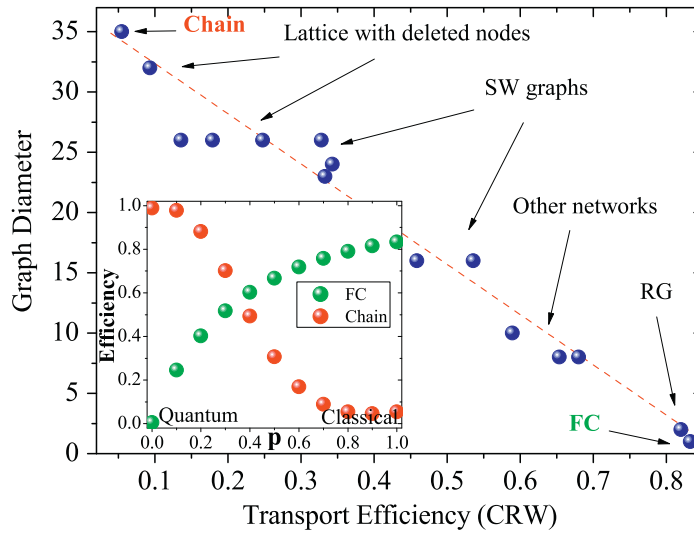 35
30
25
20
15
10
5
0
Graph Diameter
Chain
Lattice with deleted nodes
SW graphs
Other networks
RG
FC
1.0
0.8
0.6
0.4
0.2
0.0
Efficiency
FC
Chain
Quantum
Classical
0.0 0.2 0.4 0.6 0.8 1.0
p
0.1 0.2 0.3 0.4 0.5 0.6 0.7 0.8
Transport Efficiency (CRW)